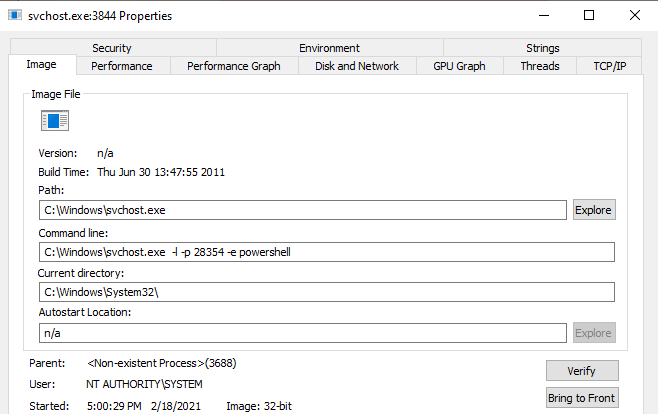 svchost.exe:3844 Properties
Security Environment Strings
Image Performance Performance Graph Disk and Network GPU Graph Threads TCP/IP
Image File
Version: n/a
Build Time: Thu Jun 30 13:47:55 2011
Path:
C:\Windows\svchost.exe Explore
Command line:
C:\Windows\svchost.exe -l -p 28354 -e powershell
Current directory:
C:\Windows\System32\
Autostart Location:
n/a Explore
Parent: <Non-existent Process>(3688) Verify
User: NT AUTHORITY\SYSTEM
Started: 5:00:29 PM 2/18/2021 Image: 32-bit Bring to Front